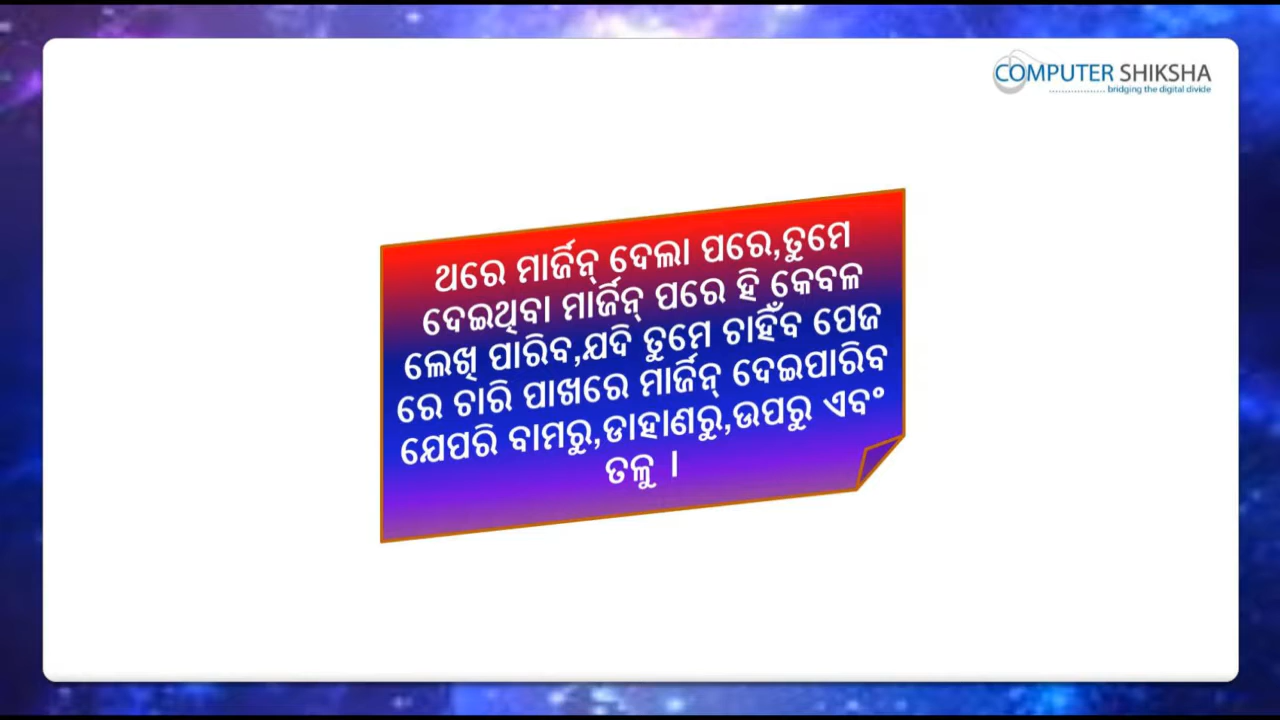 COMPUTER SHIKSHA
bridging the digital divide
ଥରେ ମାର୍ଜିନ୍ ଦେଲା ପରେ,ତୁମେ
ଦେଇଥିବା ମାର୍ଜିନ୍ ପରେ ହି କେବଳ
ଲେଖି ପାରିବ,ଯଦି ତୁମେ ଚାହିଁବ ପେଜ
ରେ ଚାରି ପାଖରେ ମାର୍ଜିନ୍ ଦେଇପାରିବ
ଯେପରି ବାମରୁ,ଡାହାଣରୁ,ଉପରୁ ଏବଂ
ତଳୁ ।